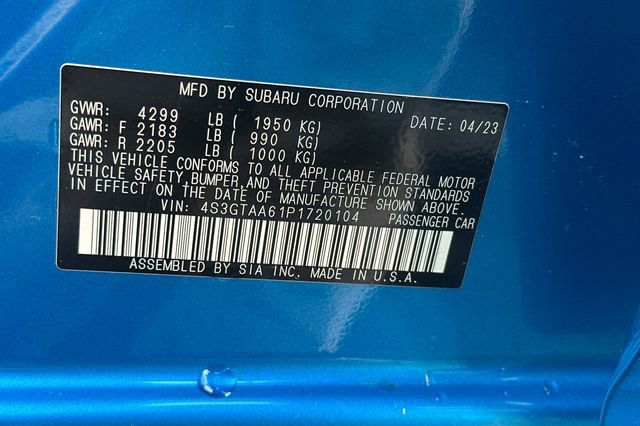 MFD BY SUBARU CORPORATION
GVWR: 4299 LB ( 1950 KG) DATE: 04/23
GAWR: F 2183 LB ( 990 KG)
GAWR: R 2205 LB ( 1000 KG)
THIS VEHICLE CONFORMS TO ALL APPLICABLE FEDERAL MOTOR
VEHICLE SAFETY, BUMPER, AND THEFT PREVENTION STANDARDS
IN EFFECT ON THE DATE OF MANUFACTURE SHOWN ABOVE.
VIN: 4S3GTAA61P1720104 PASSENGER CAR
ASSEMBLED BY SIA INC. MADE IN U.S.A.